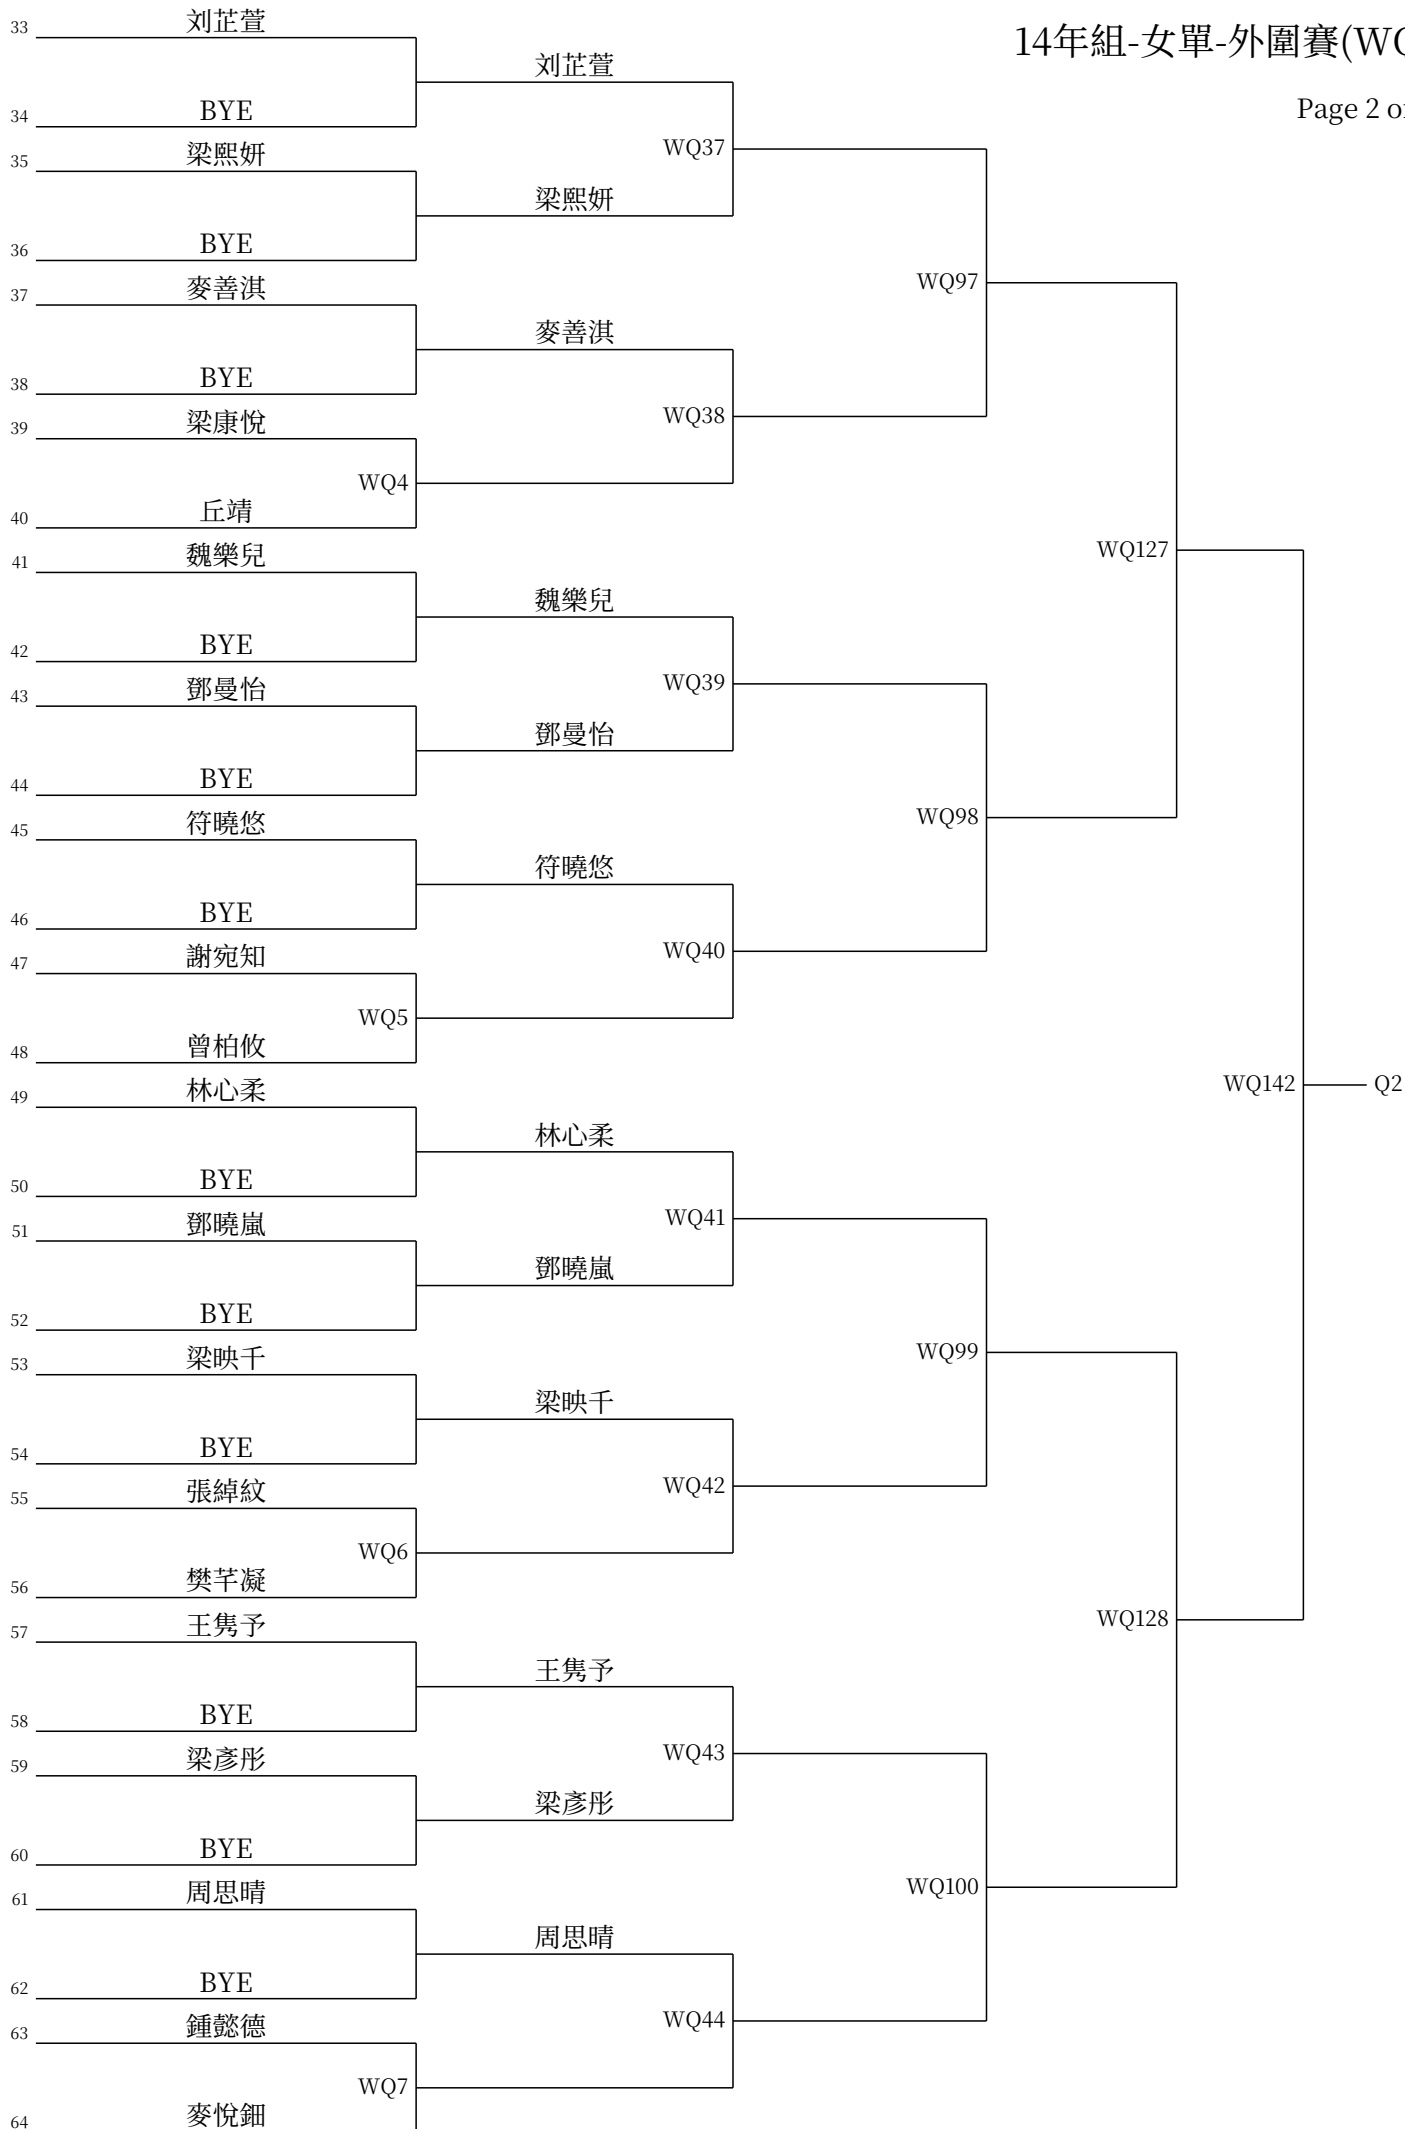 14年組-女單-外圍賽(WQ
Page 2 of
33 刘芷萱
刘芷萱
34 BYE
WQ37
35 梁熙妍
梁熙妍
36 BYE
WQ97
37 麥善淇
麥善淇
38 BYE
WQ38
39 梁康悅
WQ4
40 丘靖
WQ127
41 魏樂兒
魏樂兒
42 BYE
WQ39
43 鄧曼怡
鄧曼怡
44 BYE
WQ98
45 符曉悠
符曉悠
46 BYE
WQ40
47 謝宛知
WQ5
48 曾柏攸
WQ142 Q2
49 林心柔
林心柔
50 BYE
WQ41
51 鄧曉嵐
鄧曉嵐
52 BYE
WQ99
53 梁映千
梁映千
54 BYE
WQ42
55 張綽紋
WQ6
56 樊芊凝
WQ128
57 王隽予
王隽予
58 BYE
WQ43
59 梁彥彤
梁彥彤
60 BYE
WQ100
61 周思晴
周思晴
62 BYE
WQ44
63 鍾懿德
WQ7
64 麥悅鈿